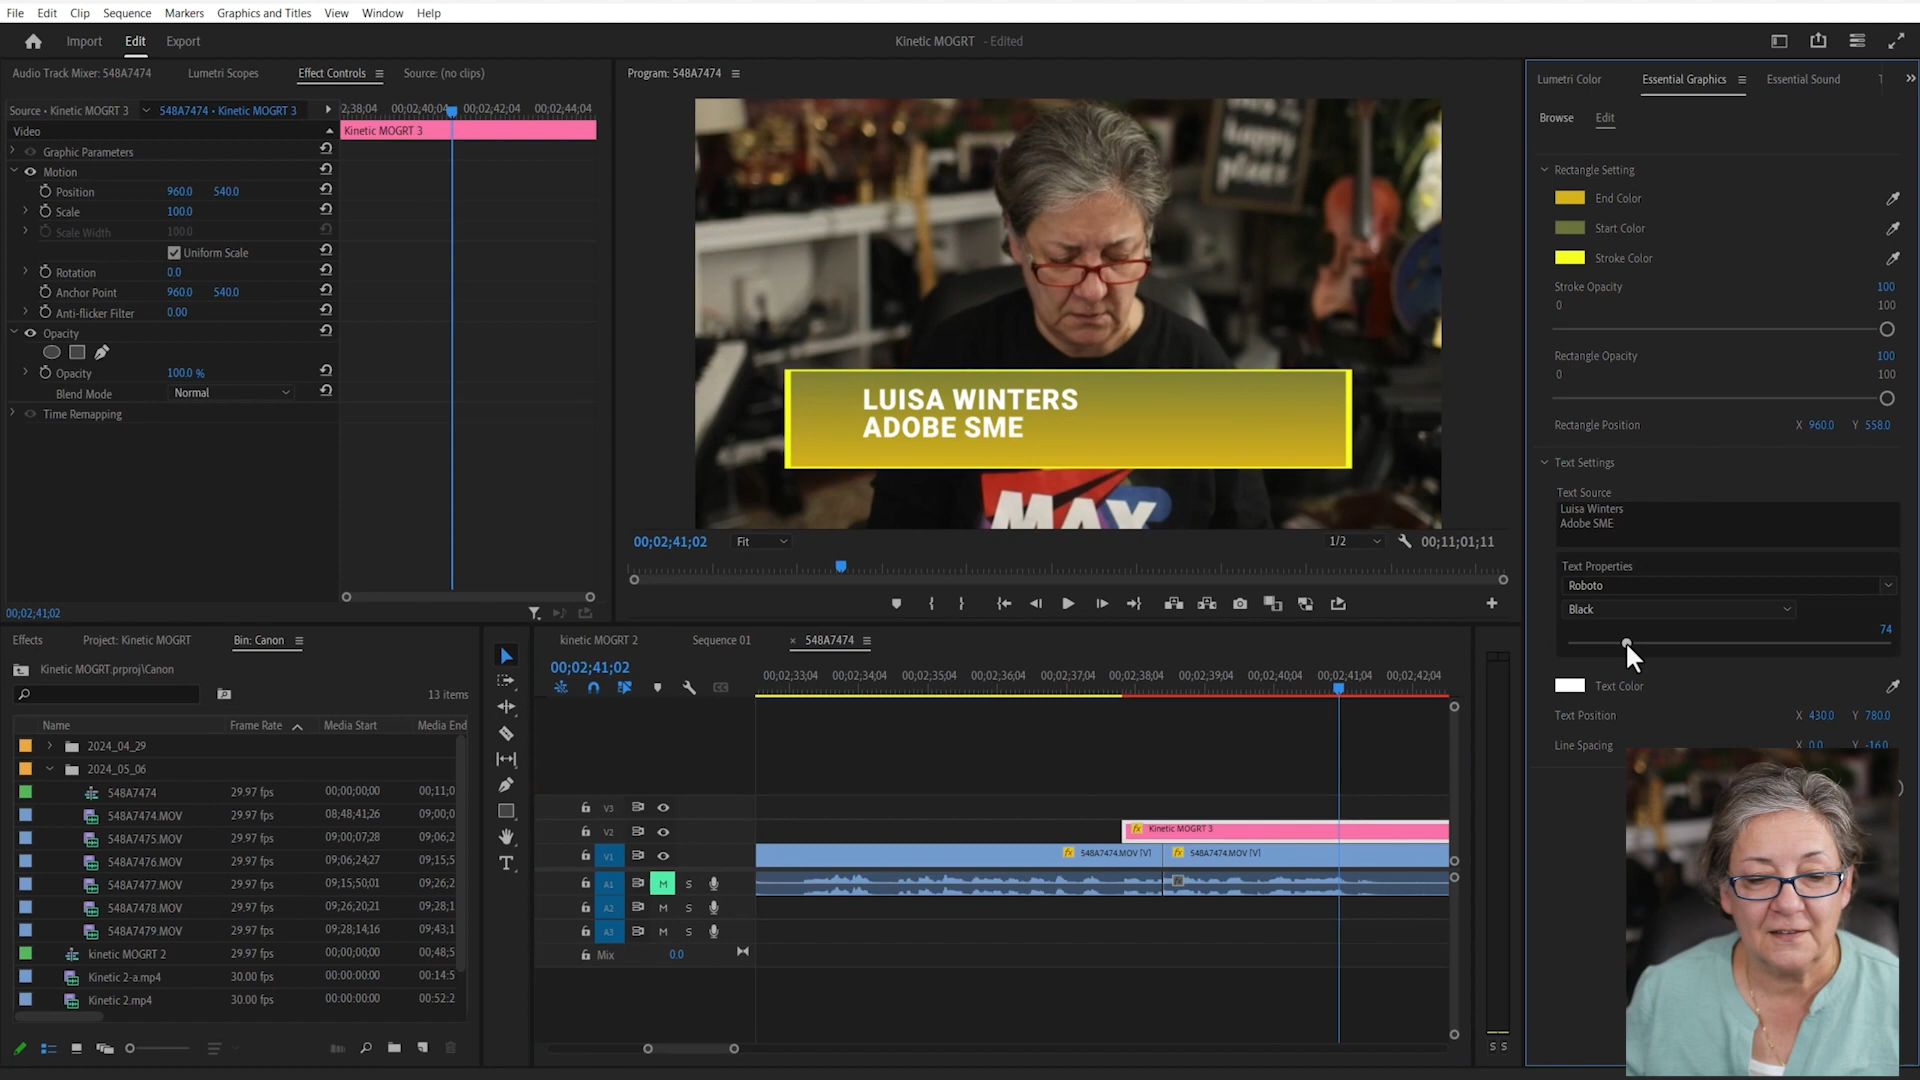 File Edit Clip Sequence Markers Graphics and Titles View Window Help
Import Edit Export
Kinetic MOGRT - Edited
Audio Track Mixer: 548A7474 Lumetri Scopes Effect Controls Source: (no clips)
Source • Kinetic MOGRT 3 548A7474 • Kinetic MOGRT 3
2;38;04 00;02;40;04 00;02;42;04 00;02;44;04
Video
Kinetic MOGRT 3
Graphic Parameters
Motion
Position 960.0 540.0
Scale 100.0
Scale Width 100.0
Uniform Scale
Rotation 0.0
Anchor Point 960.0 540.0
Anti-flicker Filter 0.00
Opacity
Opacity 100.0 %
Blend Mode Normal
Time Remapping
00;02;41;02
Program: 548A7474
happy
place.
LUISA WINTERS
ADOBE SME
MAX
00;02;41;02 Fit 1/2 00;11;01;11
Lumetri Color Essential Graphics Essential Sound
Browse Edit
Rectangle Setting
End Color
Start Color
Stroke Color
Stroke Opacity 100
0 100
Rectangle Opacity 100
0 100
Rectangle Position X 960.0 Y 558.0
Text Settings
Text Source
Luisa Winters
Adobe SME
Text Properties
Roboto
Black
74
Text Color
Text Position X 430.0 Y 780.0
Line Spacing X 0.0 Y -16.0
Effects Project: Kinetic MOGRT Bin: Canon
Kinetic MOGRT.prproj\Canon
13 items
Name Frame Rate Media Start Media End
2024_04_29
2024_05_06
548A7474 29.97 fps 00;00;00;00 00;11;0
548A7474.MOV 29.97 fps 08;48;41;26 09;00;0
548A7475.MOV 29.97 fps 09;00;07;28 09;06;2
548A7476.MOV 29.97 fps 09;06;24;27 09;15;5
548A7477.MOV 29.97 fps 09;15;50;01 09;26;2
548A7478.MOV 29.97 fps 09;26;20;21 09;28;1
548A7479.MOV 29.97 fps 09;28;14;16 09;43;1
kinetic MOGRT 2 29.97 fps 00;00;00;00 00;48;5
Kinetic 2-a.mp4 30.00 fps 00:00:00:00 00:14:5
Kinetic 2.mp4 30.00 fps 00:00:00:00 00:52:2
kinetic MOGRT 2 Sequence 01 × 548A7474
00;02;41;02
00;02;33;04 00;02;34;04 00;02;35;04 00;02;36;04 00;02;37;04 00;02;38;04 00;02;39;04 00;02;40;04 00;02;41;04 00;02;42;04
V3
V2 fx Kinetic MOGRT 3
V1 fx 548A7474.MOV [V] fx 548A7474.MOV [V]
A1 M S
A2 M S
A3 M S
Mix 0.0
S S